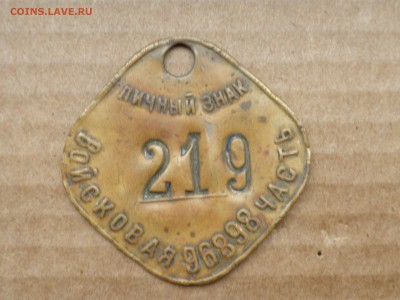 COINS.LAVE.RU
ЛИЧНЫЙ ЗНАК
219
ВОЙСКОВАЯ 96898 ЧАСТЬ